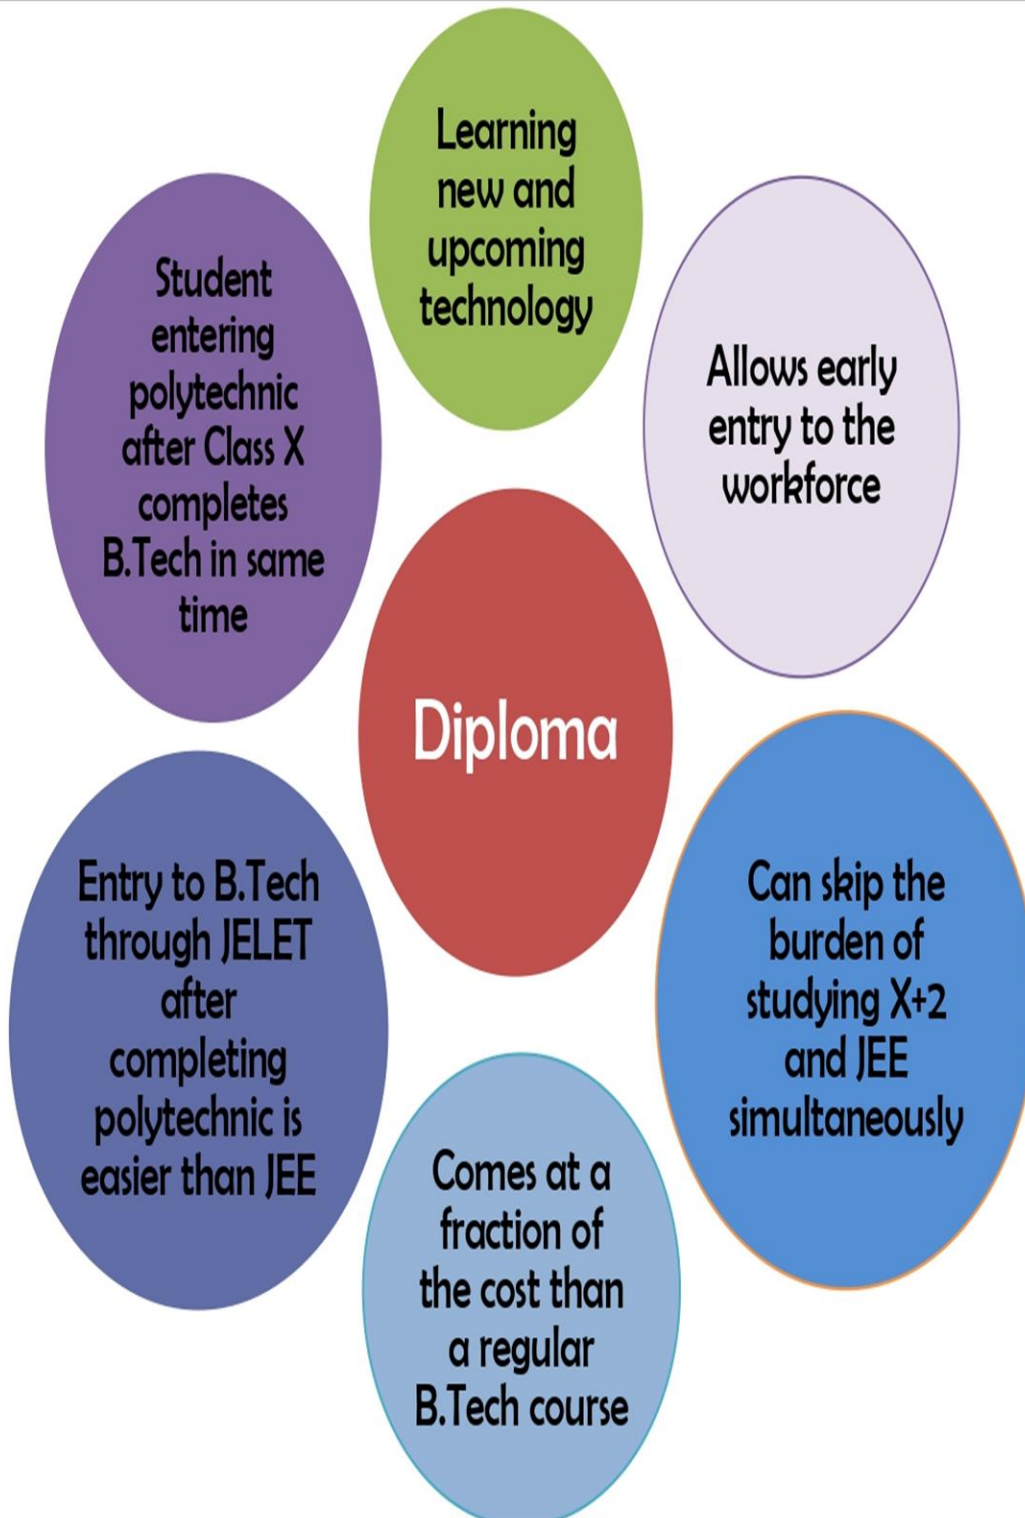 Learning
new and
upcoming
technology
Allows early
entry to the
workforce
Can skip the
burden of
studying X+2
and JEE
simultaneously
Comes at a
fraction of
the cost than
a regular
B.Tech course
Entry to B.Tech
through JELET
after
completing
polytechnic is
easier than JEE
Student
entering
polytechnic
after Class X
completes
B.Tech in same
time
Diploma